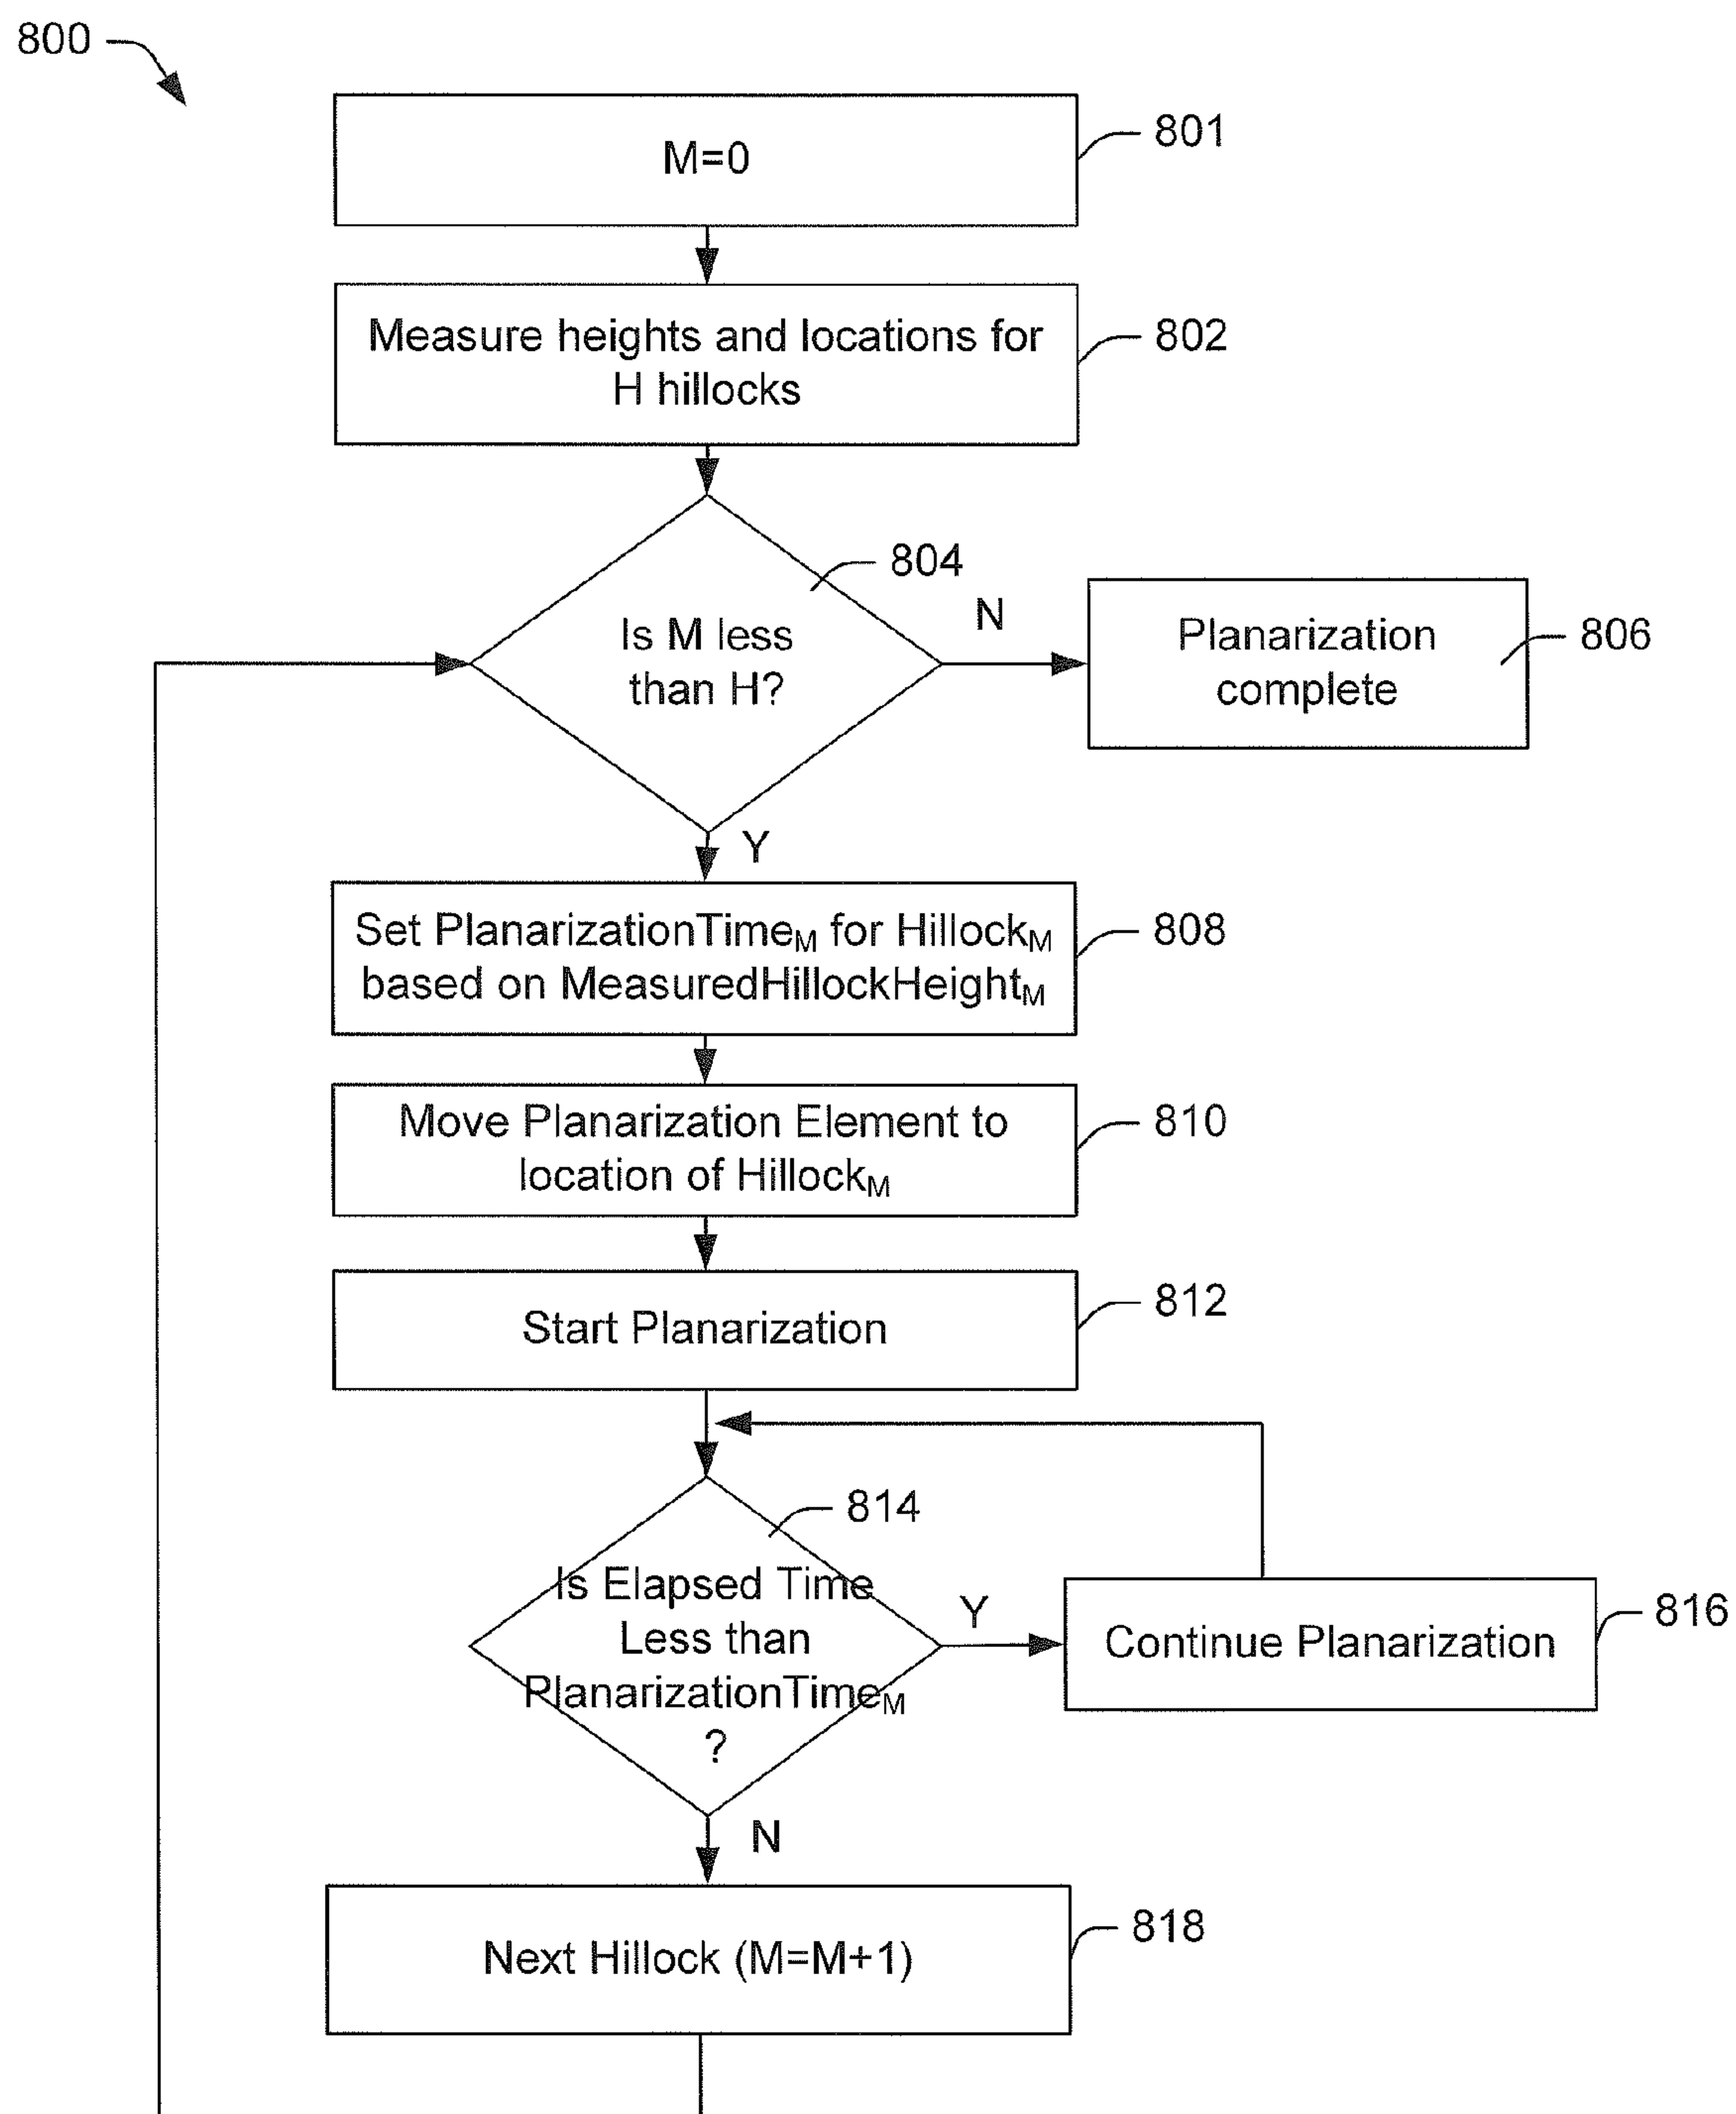 800
M=0
801
Measure heights and locations for
H hillocks
802
804
Is M less
than H?
N
Planarization
complete
806
Y
Set PlanarizationTimeM for HillockM
based on MeasuredHillockHeightM
808
Move Planarization Element to
location of HillockM
810
Start Planarization
812
814
Is Elapsed Time
Less than
PlanarizationTimeM
?
Y
Continue Planarization
816
N
Next Hillock (M=M+1)
818